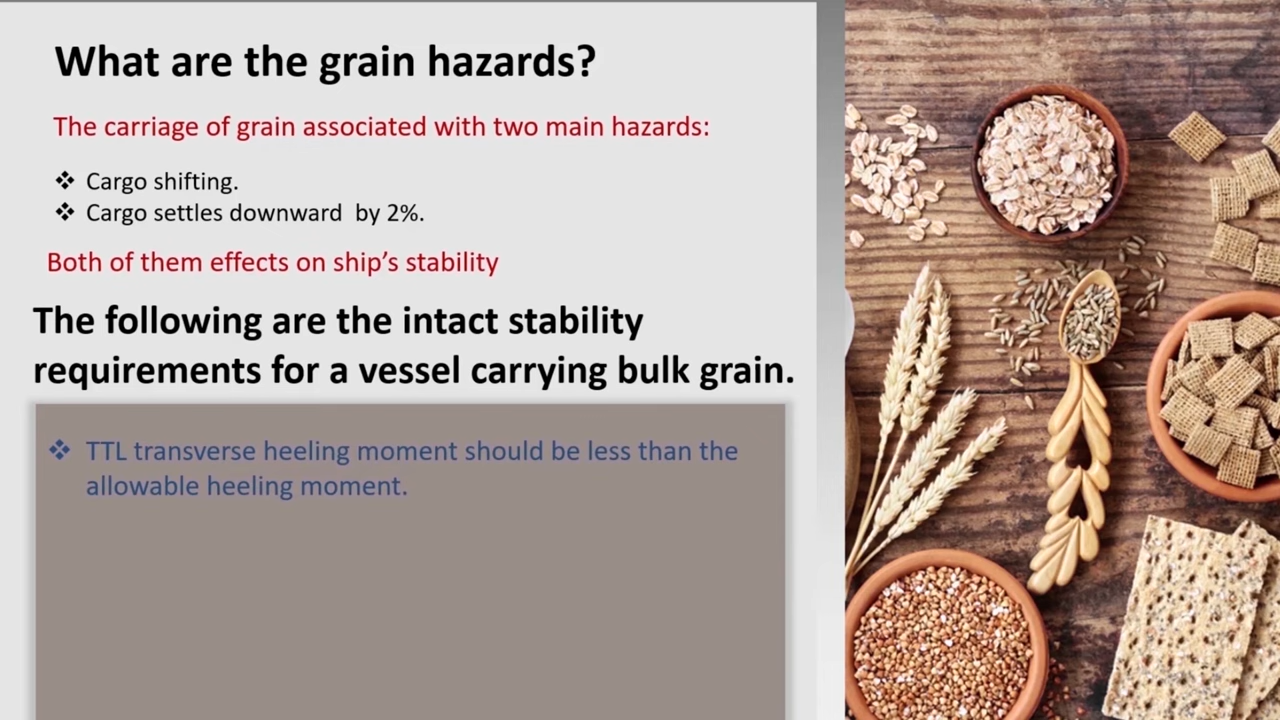 What are the grain hazards?
The carriage of grain associated with two main hazards:
❖ Cargo shifting.
❖ Cargo settles downward by 2%.
Both of them effects on ship’s stability
The following are the intact stability
requirements for a vessel carrying bulk grain.
❖ TTL transverse heeling moment should be less than the
allowable heeling moment.